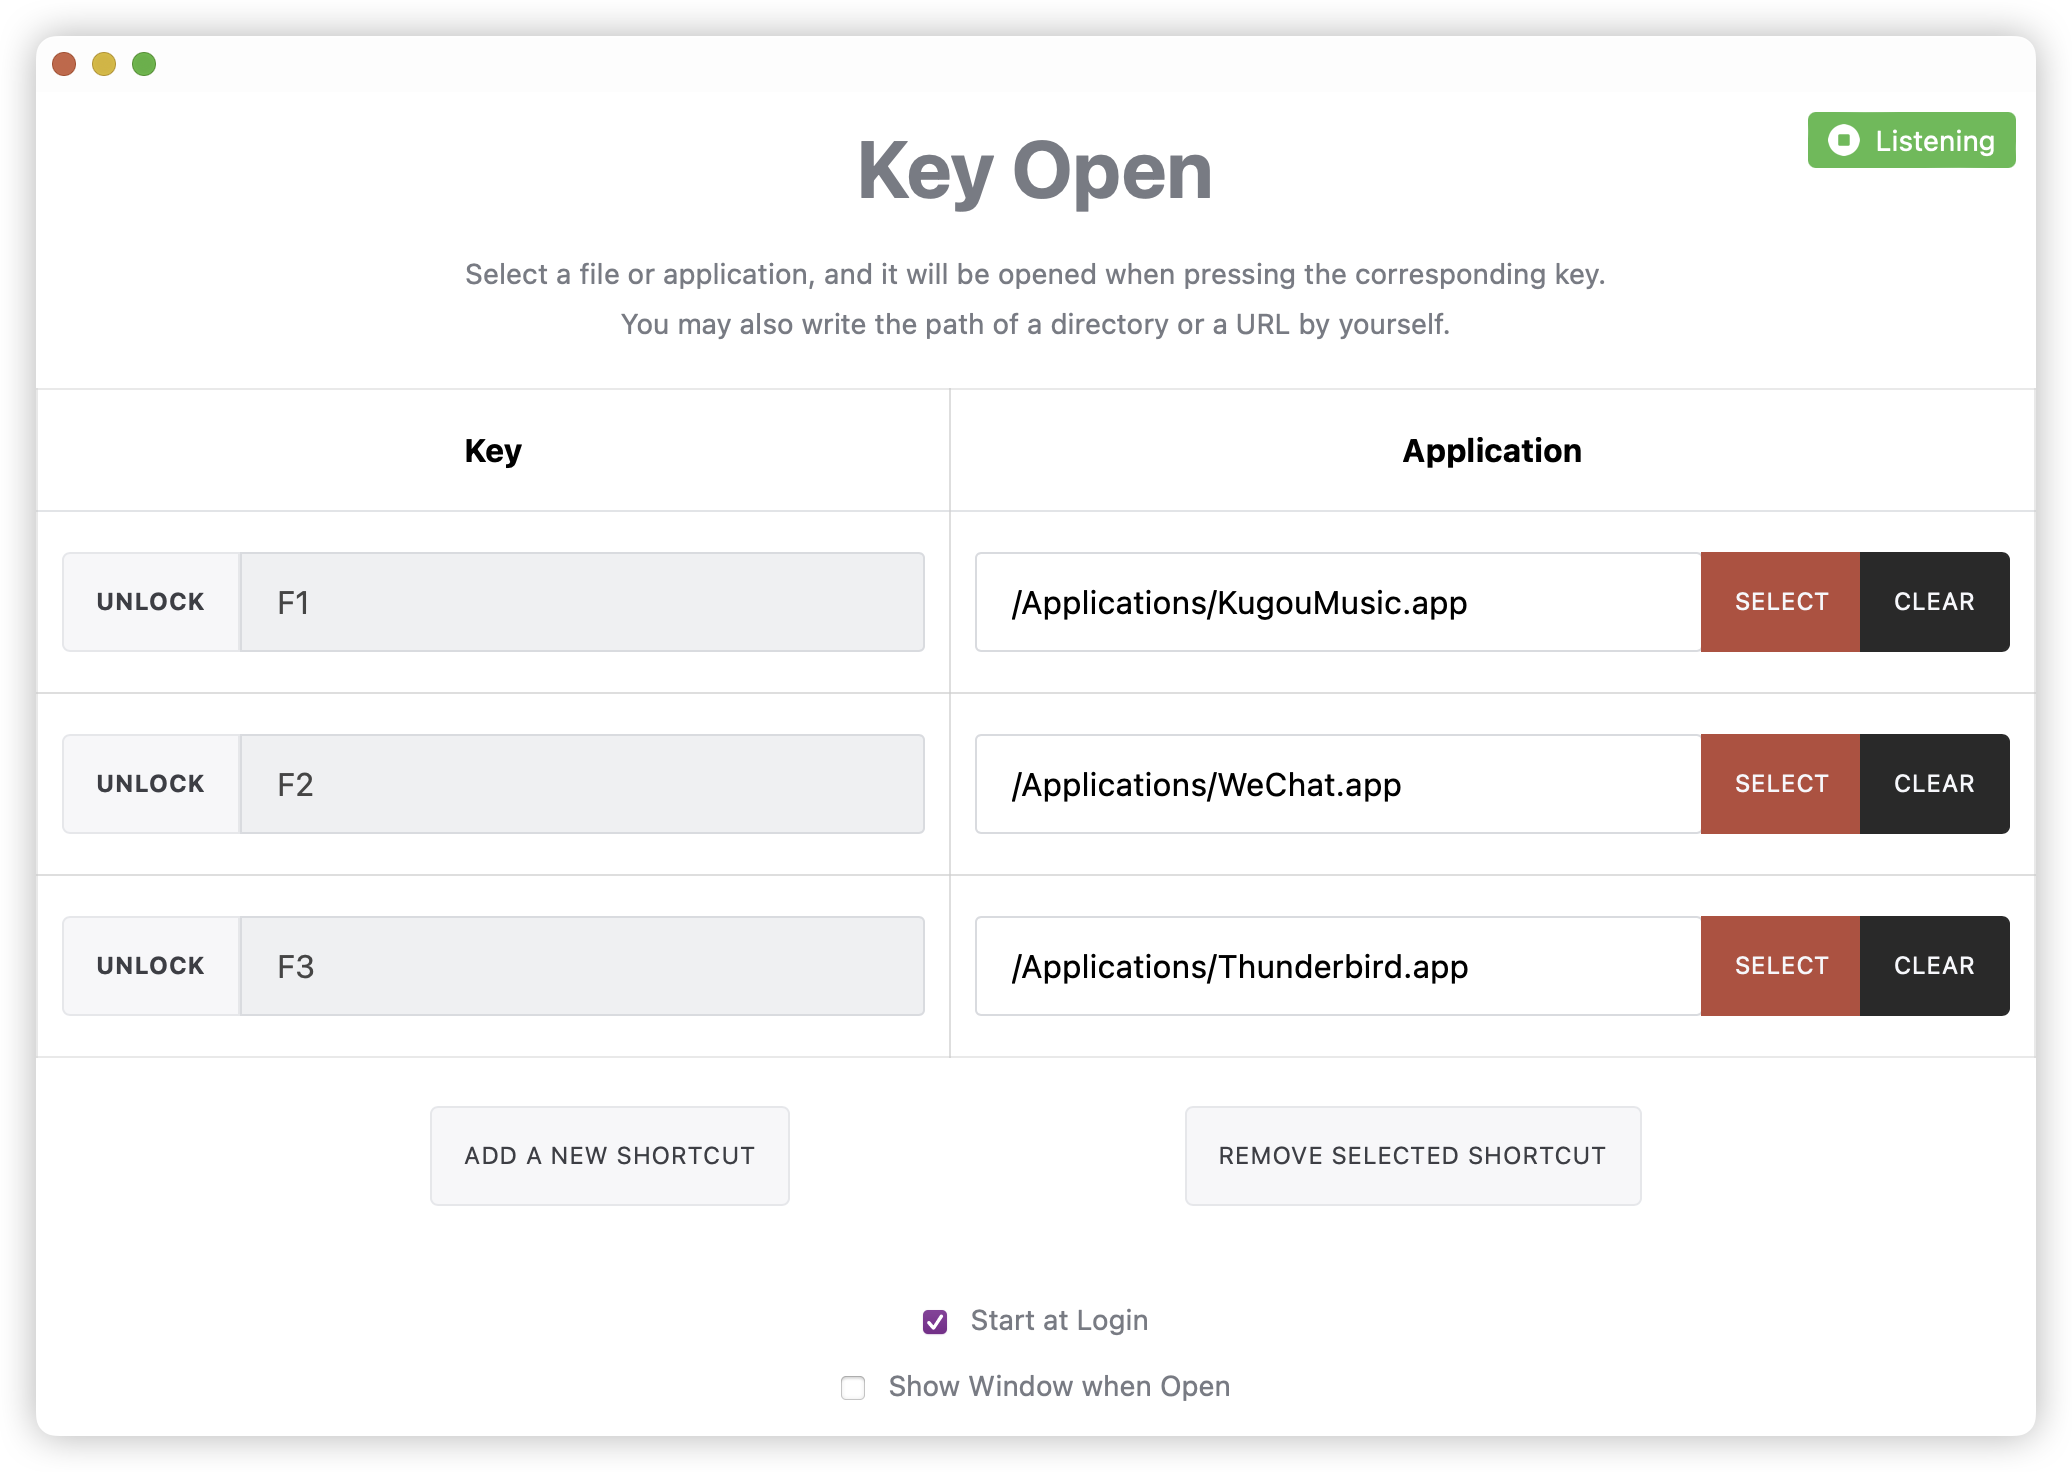 Listening
Key Open
Select a file or application, and it will be opened when pressing the corresponding key.
You may also write the path of a directory or a URL by yourself.
Key Application
UNLOCK F1 /Applications/KugouMusic.app SELECT CLEAR
UNLOCK F2 /Applications/WeChat.app SELECT CLEAR
UNLOCK F3 /Applications/Thunderbird.app SELECT CLEAR
ADD A NEW SHORTCUT REMOVE SELECTED SHORTCUT
Start at Login
Show Window when Open